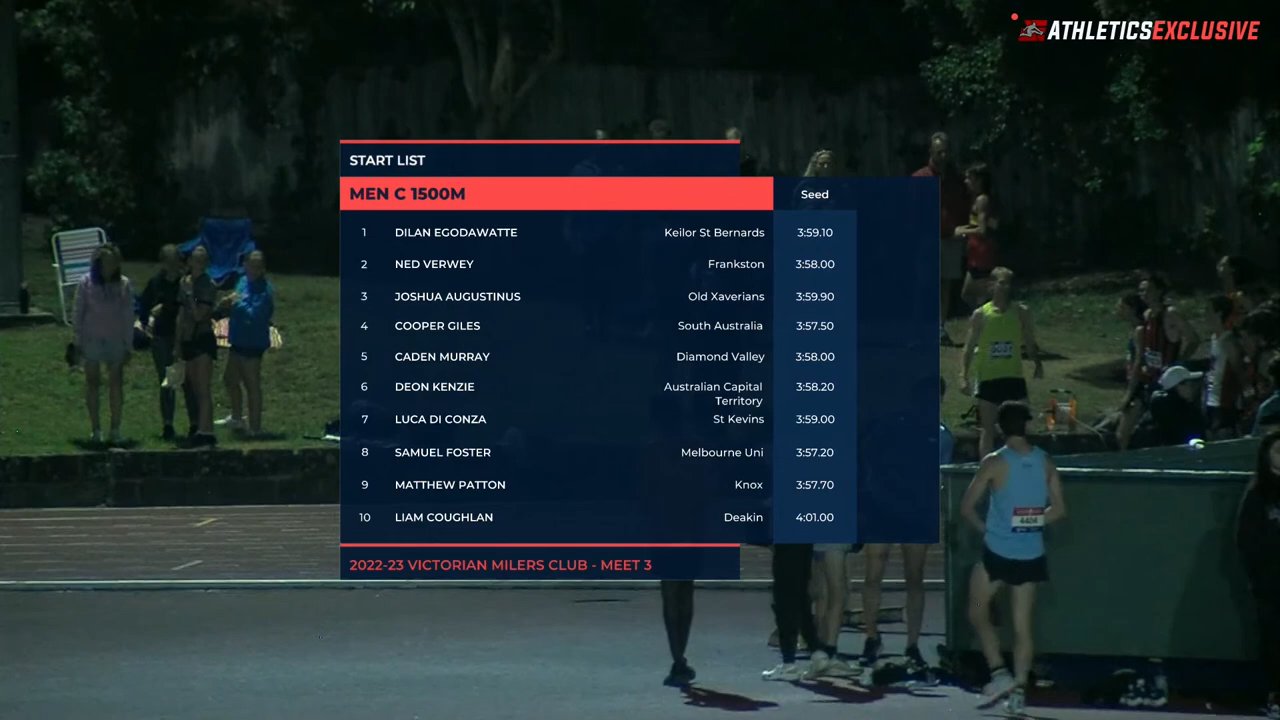 ATHLETICSEXCLUSIVE
START LIST
MEN C 1500M Seed
1 DILAN EGODAWATTE Keilor St Bernards 3:59.10
2 NED VERWEY Frankston 3:58.00
3 JOSHUA AUGUSTINUS Old Xaverians 3:59.90
4 COOPER GILES South Australia 3:57.50
5 CADEN MURRAY Diamond Valley 3:58.00
6 DEON KENZIE Australian Capital 3:58.20
Territory
7 LUCA DI CONZA St Kevins 3:59.00
8 SAMUEL FOSTER Melbourne Uni 3:57.20
9 MATTHEW PATTON Knox 3:57.70
10 LIAM COUGHLAN Deakin 4:01.00
2022-23 VICTORIAN MILERS CLUB - MEET 3
4404